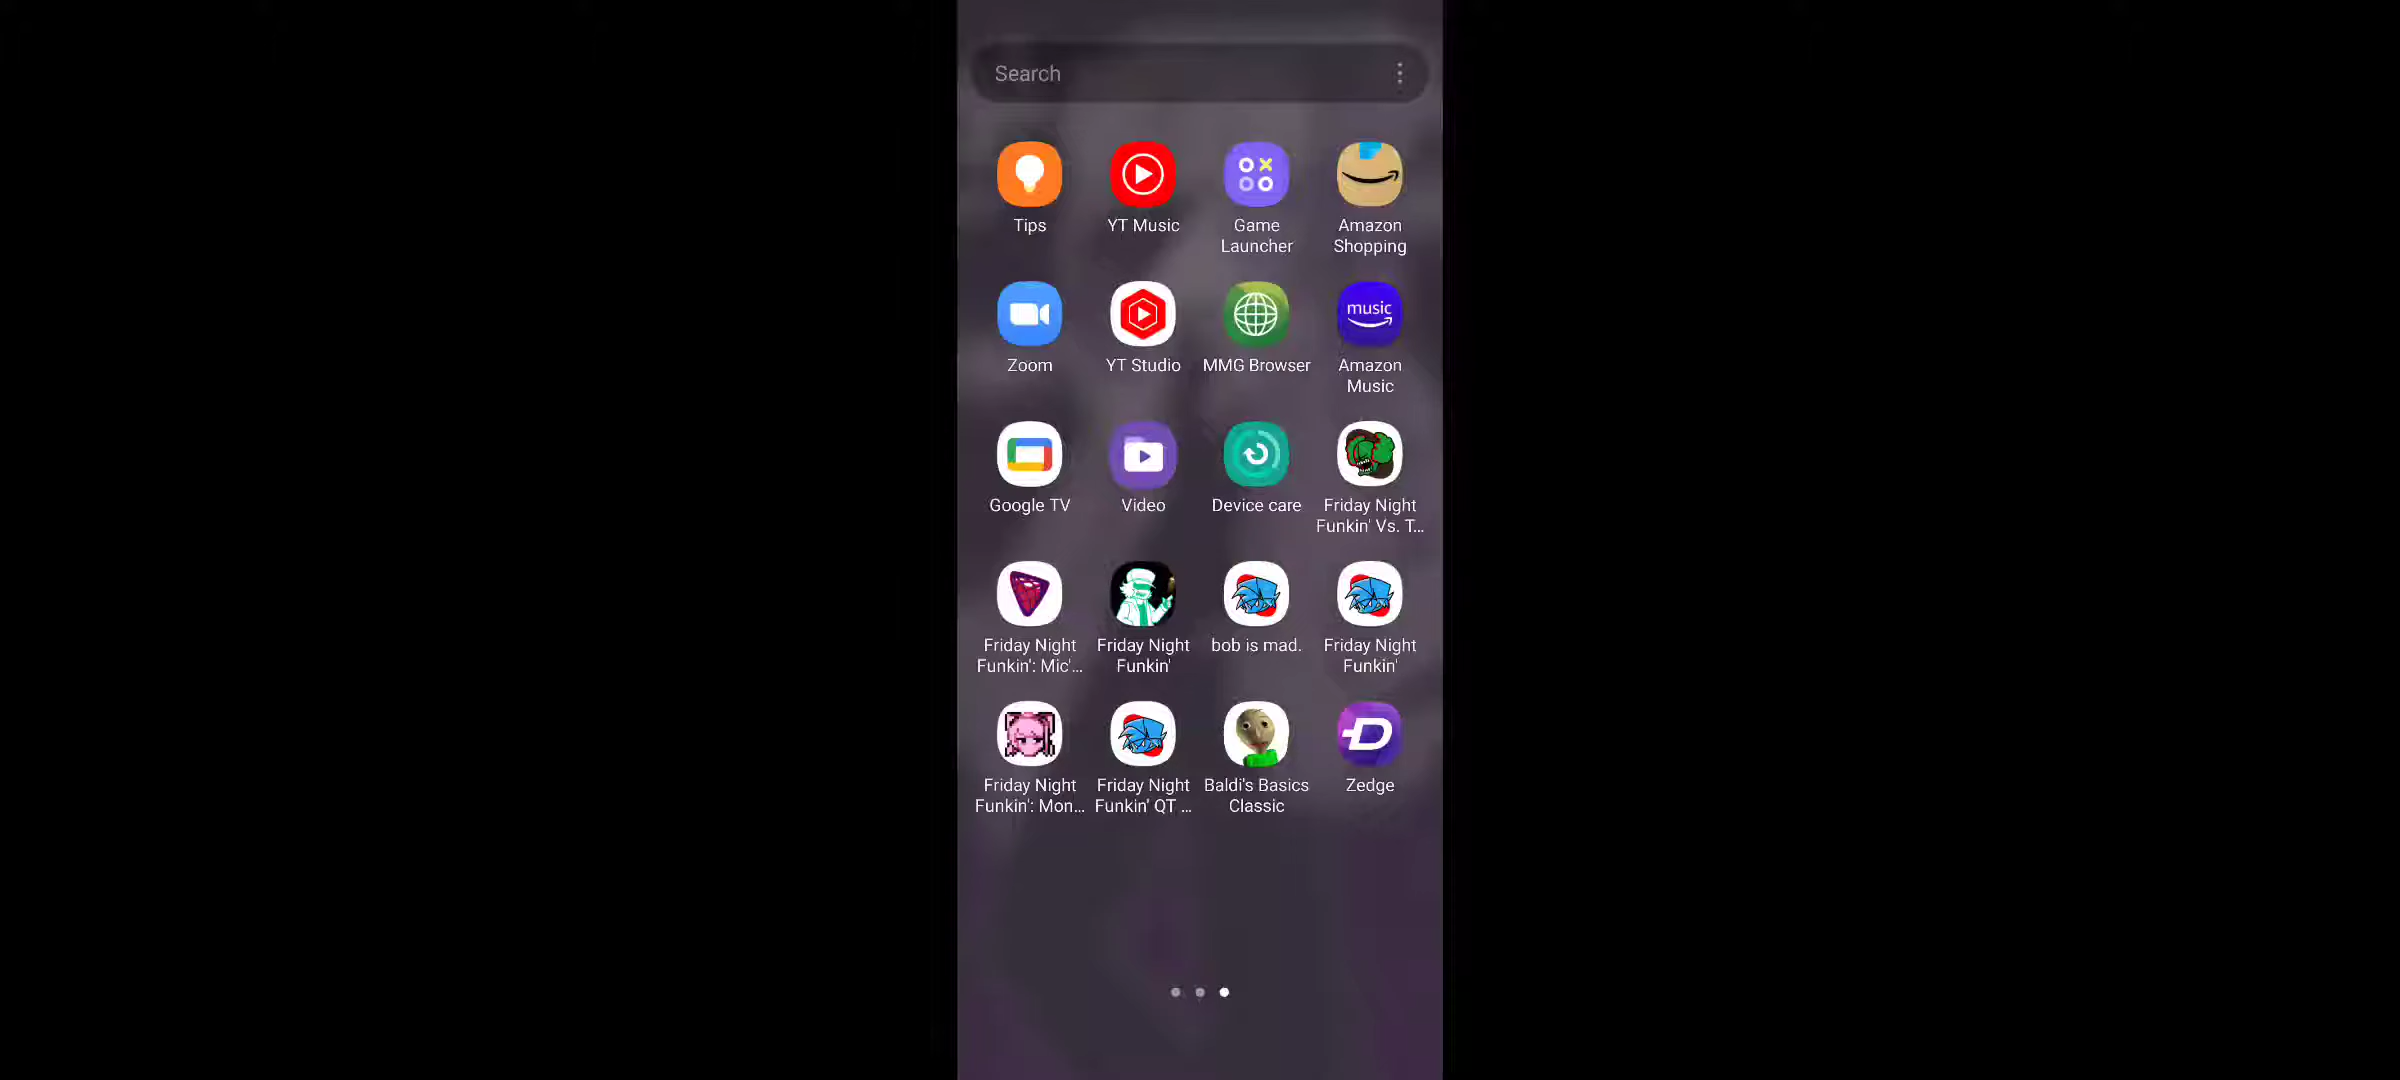 Search
Tips
YT Music
Game
Launcher
Amazon
Shopping
Zoom
YT Studio
MMG Browser
music
Amazon
Music
Google TV
Video
Device care
Friday Night
Funkin' Vs. T...
Friday Night
Funkin': Mic'...
Friday Night
Funkin'
bob is mad.
Friday Night
Funkin'
Friday Night
Funkin': Mon...
Friday Night
Funkin' QT ...
Baldi's Basics
Classic
Zedge